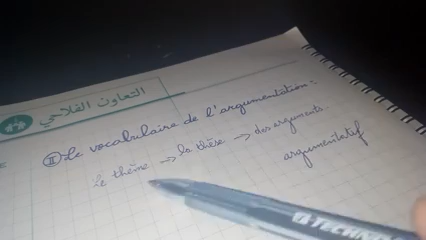 التعاون الفلاحي
II Le vocabulaire de l'argumentation :
Le thème → la thèse → des arguments
argumentatif
TECHNO